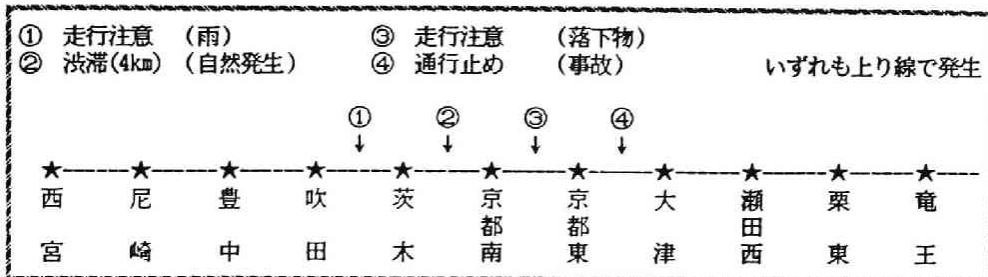 ① 走行注意 (雨) ③ 走行注意 (落下物)
② 渋滞(4km) (自然発生) ④ 通行止め (事故) いずれも上り線で発生
① ② ③ ④
↓ ↓ ↓ ↓
★------★------★------★------★------★------★------★------★------★------★----
西宮 尼崎 豊中 吹田 茨木 京都南 京都東 大津 瀬田西 栗東 竜王